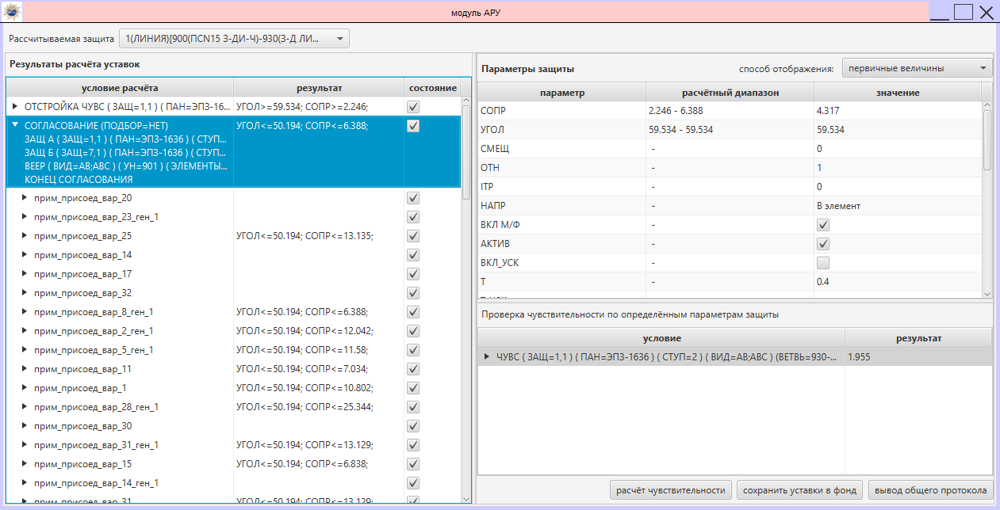 модуль АРУ
Рассчитываемая защита 1(ЛИНИЯ)[900(ПСN15 3-ДИ-Ч)-930(3-Д ЛИ...
Результаты расчёта уставок
условие расчёта результат состояние
ОТСТРОЙКА ЧУВС ( ЗАЩ=1,1 ) ( ПАН=ЭПЗ-16... УГОЛ>=59.534; СОПР>=2.246;
СОГЛАСОВАНИЕ (ПОДБОР=НЕТ) УГОЛ<=50.194; СОПР<=6.388;
ЗАЩ А ( ЗАЩ=1,1 ) ( ПАН=ЭПЗ-1636 ) ( СТУП...
ЗАЩ Б ( ЗАЩ=7,1 ) ( ПАН=ЭПЗ-1636 ) ( СТУП...
ВЕЕР ( ВИД=АВ;АВС ) ( УН=901 ) ( ЭЛЕМЕНТЫ...
КОНЕЦ СОГЛАСОВАНИЯ
прим_присоед_вар_20
прим_присоед_вар_23_ген_1
прим_присоед_вар_25 УГОЛ<=50.194; СОПР<=13.135;
прим_присоед_вар_14
прим_присоед_вар_17
прим_присоед_вар_32
прим_присоед_вар_8_ген_1 УГОЛ<=50.194; СОПР<=6.388;
прим_присоед_вар_2_ген_1 УГОЛ<=50.194; СОПР<=12.042;
прим_присоед_вар_5_ген_1 УГОЛ<=50.194; СОПР<=11.58;
прим_присоед_вар_11 УГОЛ<=50.194; СОПР<=7.034;
прим_присоед_вар_1 УГОЛ<=50.194; СОПР<=10.802;
прим_присоед_вар_28_ген_1 УГОЛ<=50.194; СОПР<=25.344;
прим_присоед_вар_30
прим_присоед_вар_31_ген_1 УГОЛ<=50.194; СОПР<=13.129;
прим_присоед_вар_15 УГОЛ<=50.194; СОПР<=6.838;
прим_присоед_вар_14_ген_1
прим_присоед_вар_31 УГОЛ<=50.194; СОПР<=13.129;
Параметры защиты способ отображения: первичные величины
параметр расчётный диапазон значение
СОПР 2.246 - 6.388 4.317
УГОЛ 59.534 - 59.534 59.534
СМЕЩ - 0
ОТН - 1
ITP - 0
НАПР - В элемент
ВКЛ М/Ф -
АКТИВ -
ВКЛ_УСК -
Т - 0.4
Проверка чувствительности по определённым параметрам защиты
условие результат
ЧУВС ( ЗАЩ=1,1 ) ( ПАН=ЭПЗ-1636 ) ( СТУП=2 ) ( ВИД=АВ;АВС ) (ВЕТВЬ=930-... 1.955
расчёт чувствительности сохранить уставки в фонд вывод общего протокола